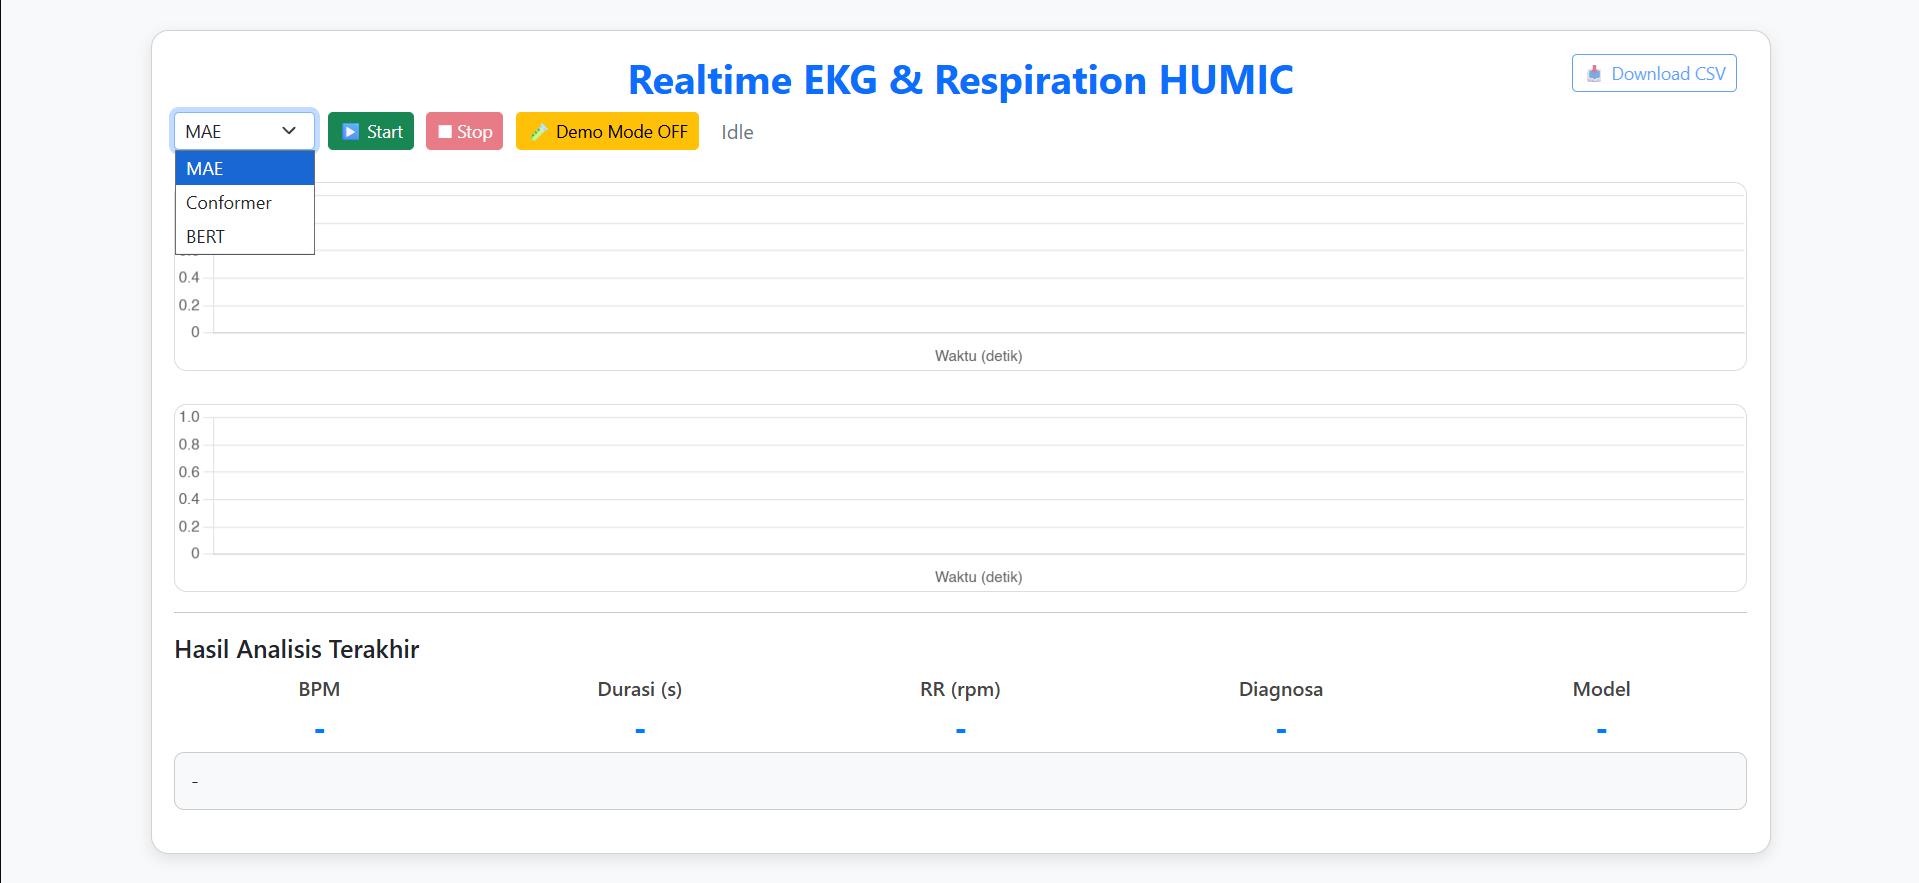 Realtime EKG & Respiration HUMIC
Download CSV
MAE
Start
Stop
Demo Mode OFF
Idle
MAE
Conformer
BERT
0.4
0.2
0
Waktu (detik)
1.0
0.8
0.6
0.4
0.2
0
Waktu (detik)
Hasil Analisis Terakhir
BPM
Durasi (s)
RR (rpm)
Diagnosa
Model
-
-
-
-
-
-